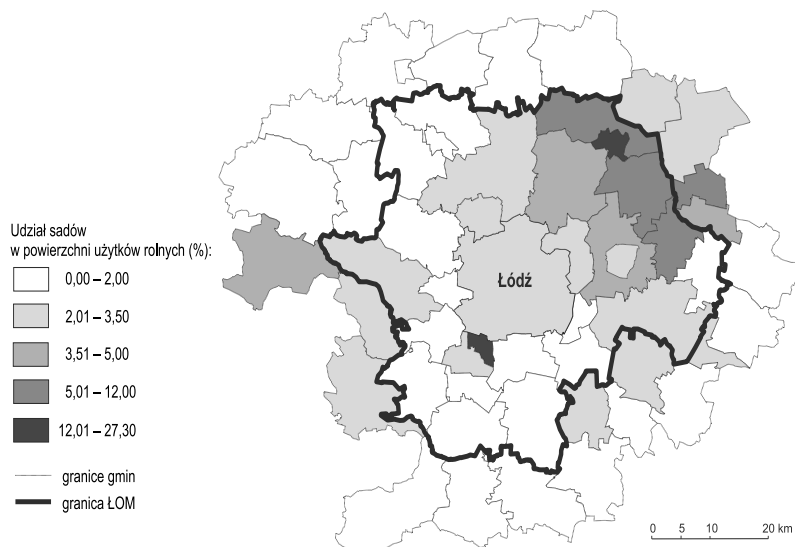 Łódź
Udział sadów
w powierzchni użytków rolnych (%):
0,00 – 2,00
2,01 – 3,50
3,51 – 5,00
5,01 – 12,00
12,01 – 27,30
granice gmin
granica ŁOM
0 5 10 20 km